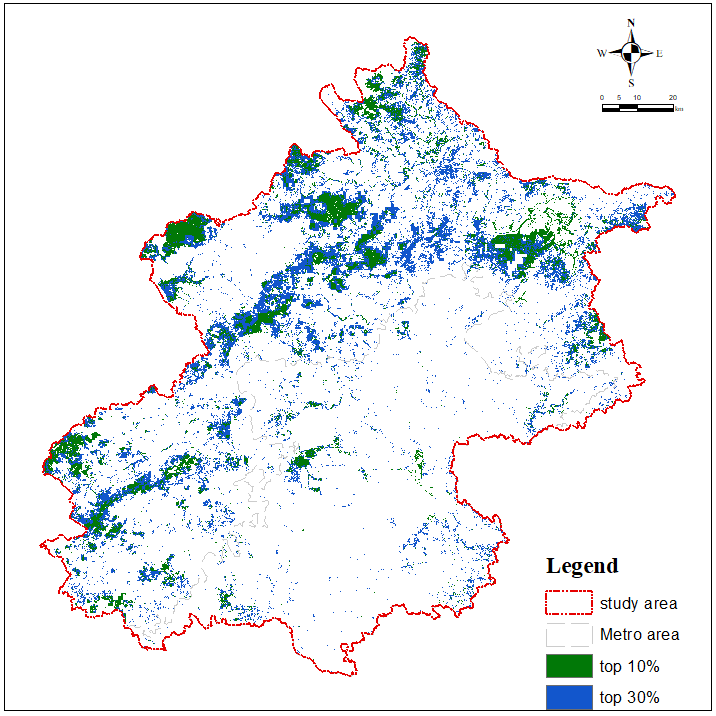 N
W E
S
0 5 10 20
km
Legend
study area
Metro area
top 10%
top 30%